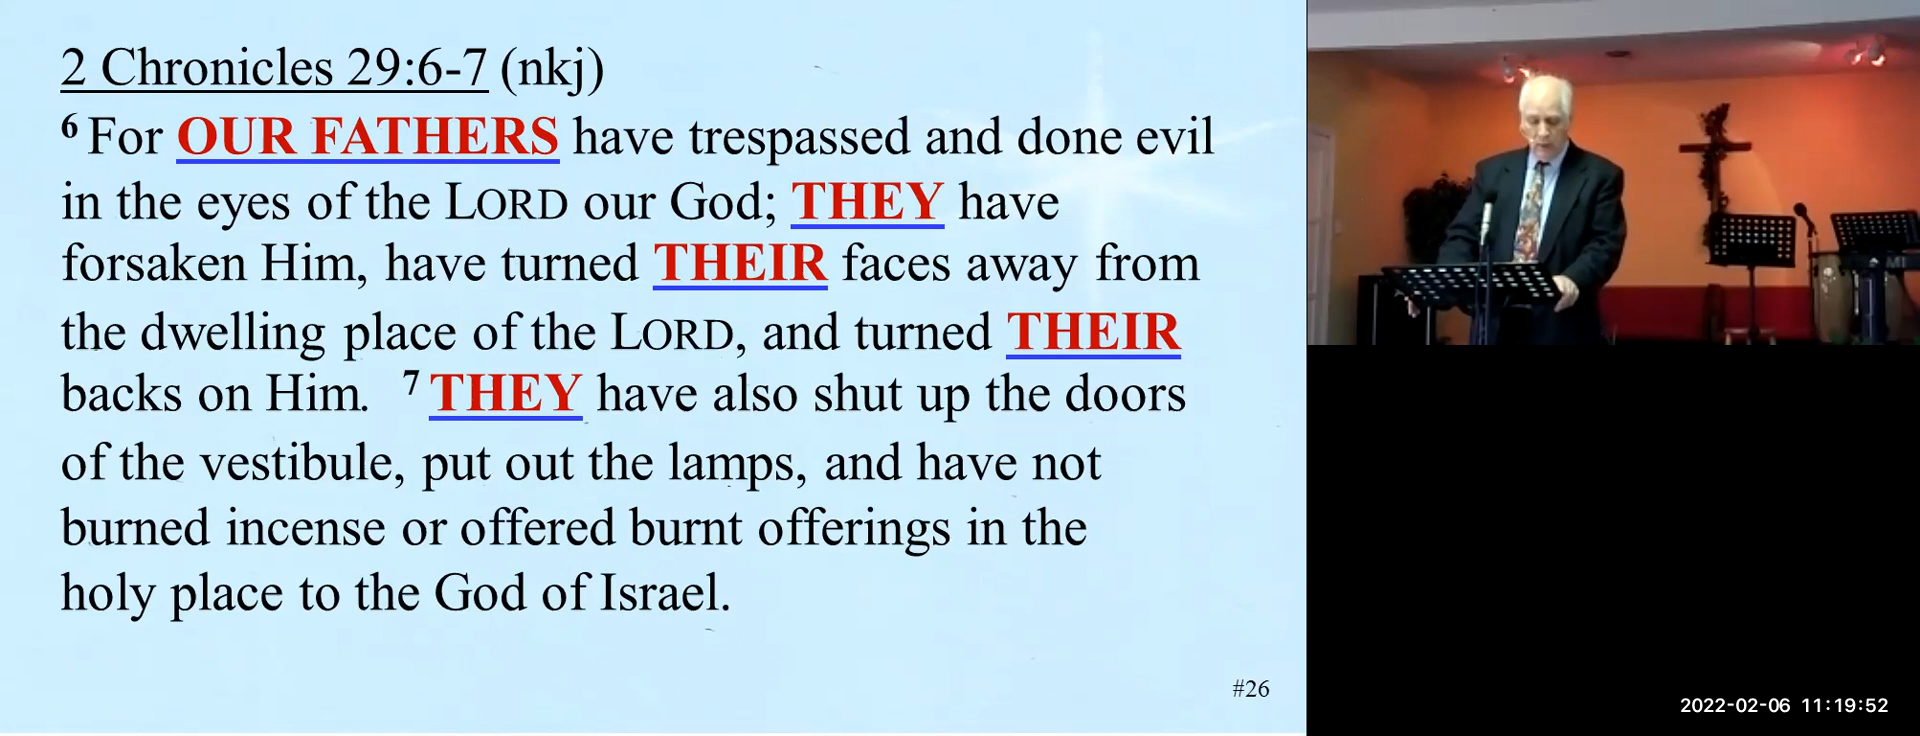 2 Chronicles 29:6-7 (nkj)
6 For OUR FATHERS have trespassed and done evil
in the eyes of the LORD our God; THEY have
forsaken Him, have turned THEIR faces away from
the dwelling place of the LORD, and turned THEIR
backs on Him. 7 THEY have also shut up the doors
of the vestibule, put out the lamps, and have not
burned incense or offered burnt offerings in the
holy place to the God of Israel.
#26
2022-02-06 11:19:52